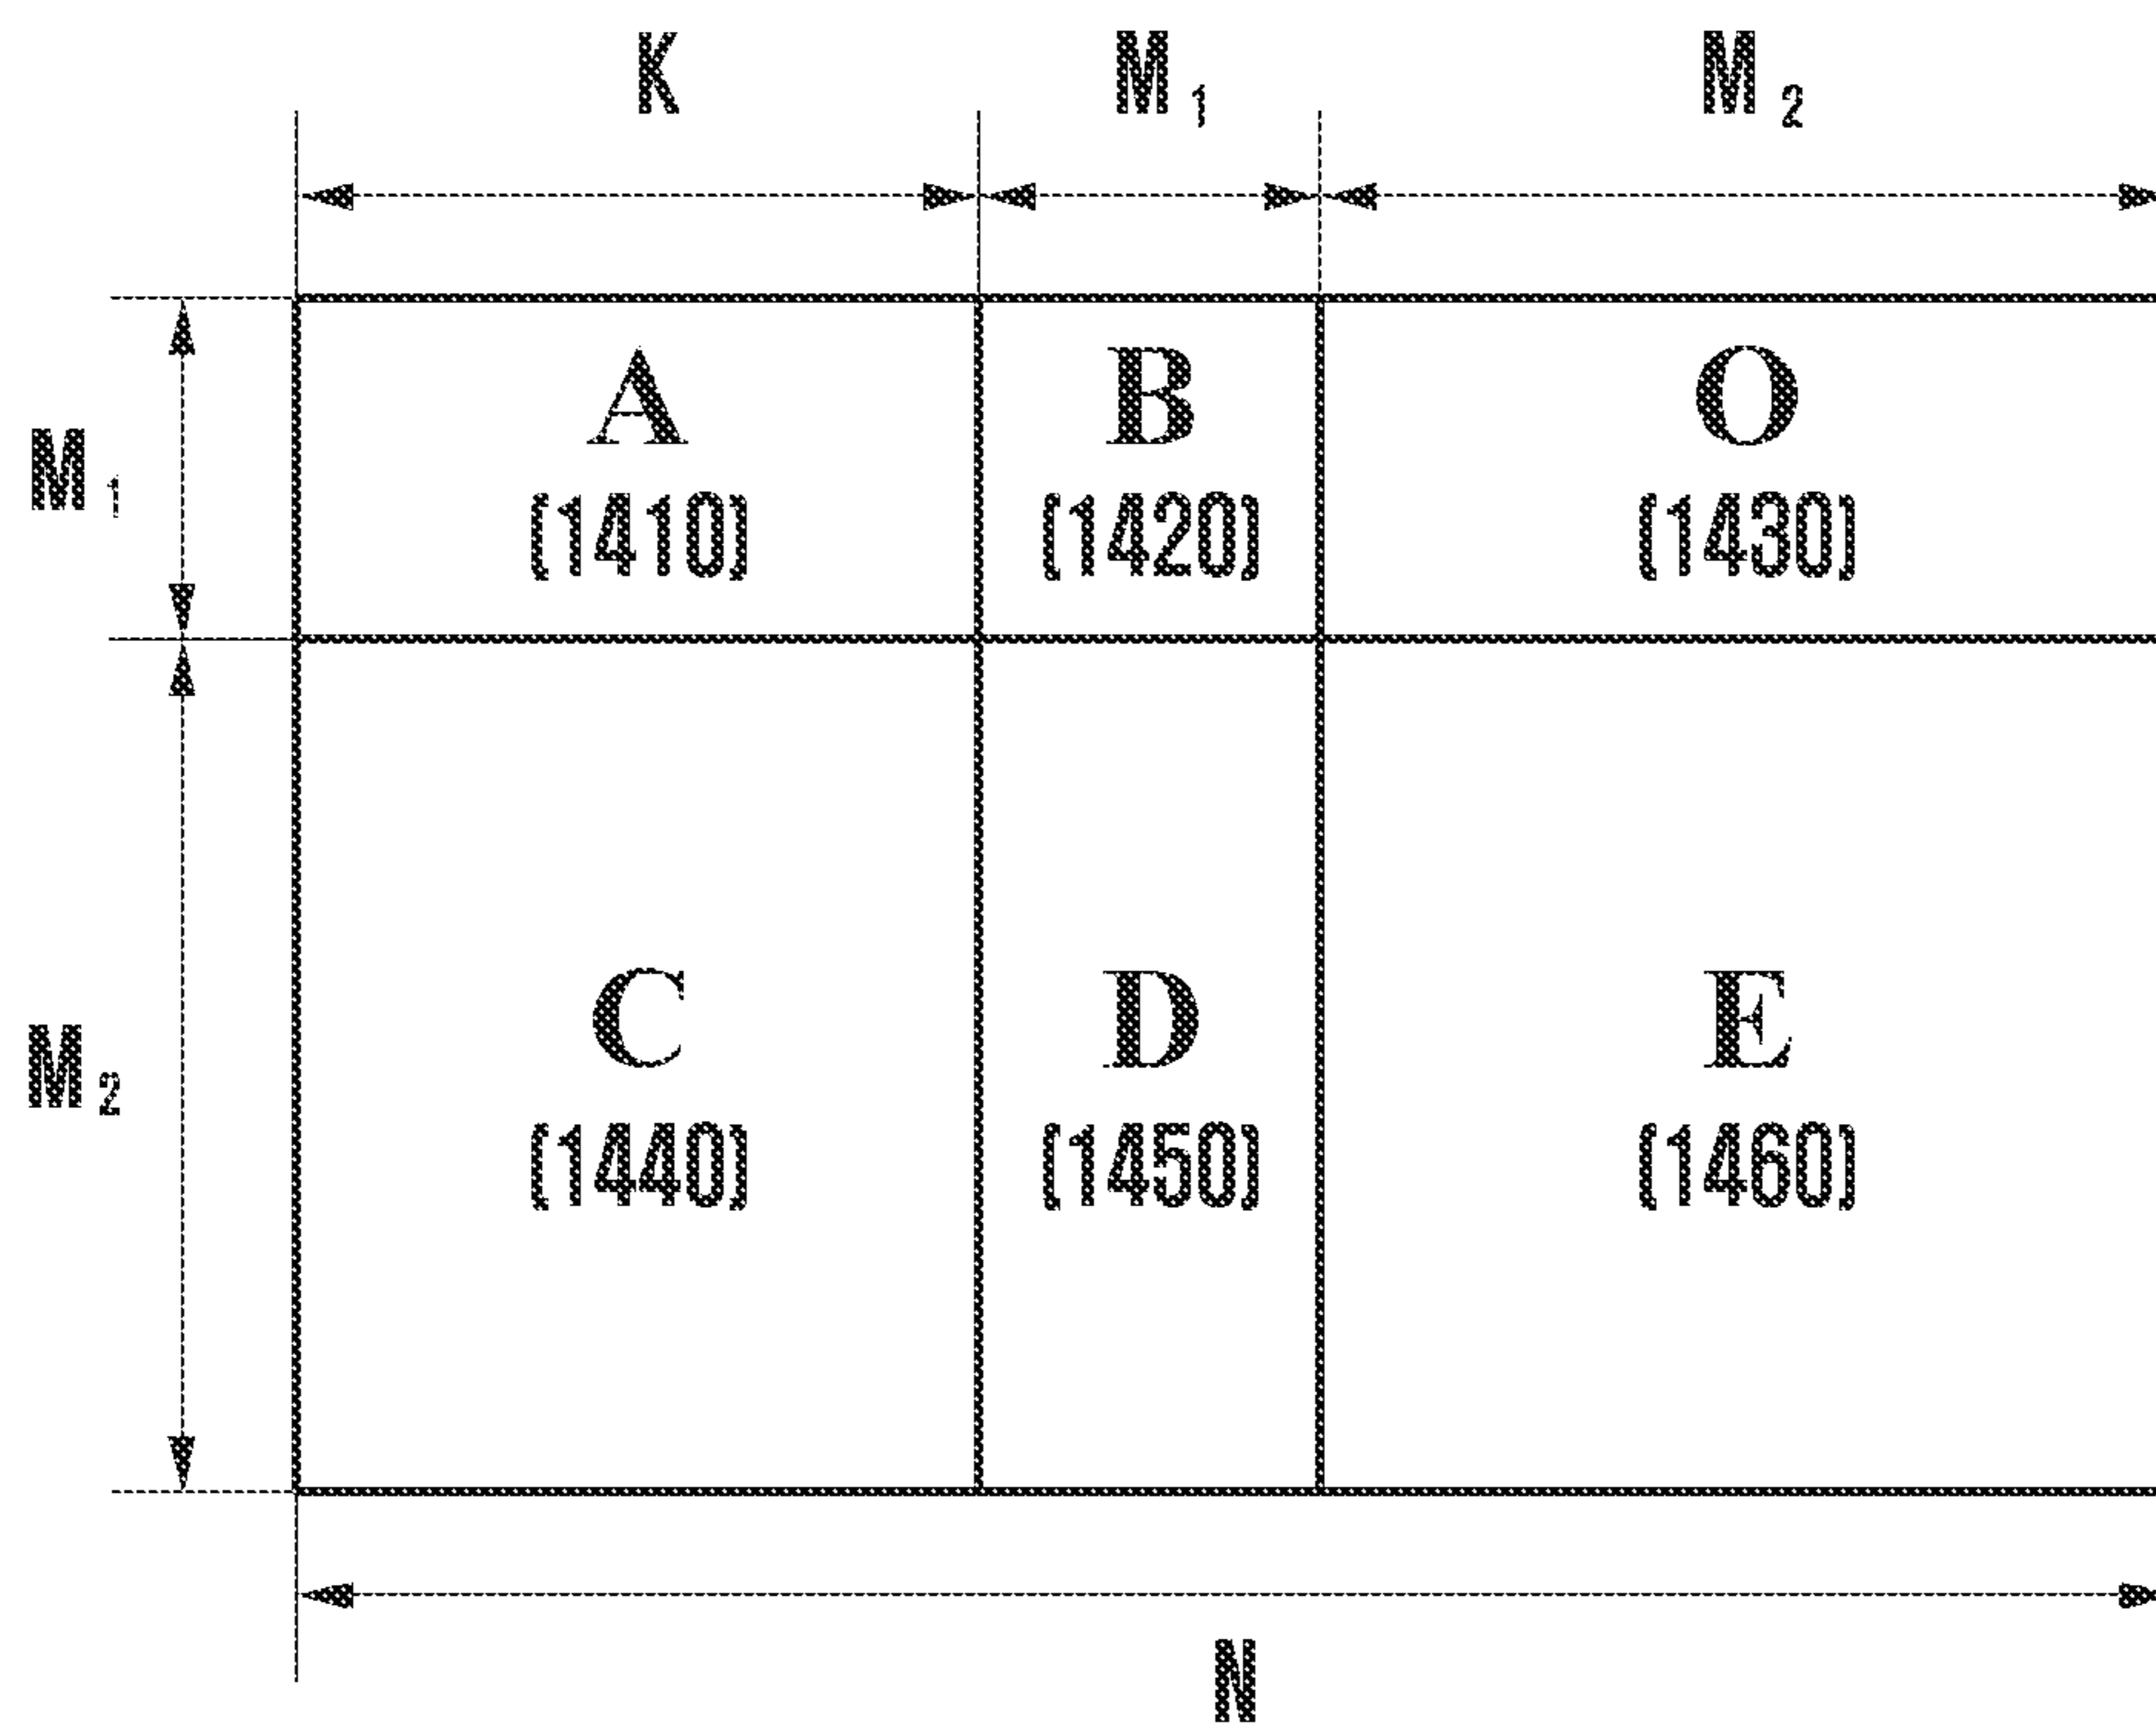 K M1 M2
M1 A B O
(1410) (1420) (1430)
M2 C D E
(1440) (1450) (1460)
N